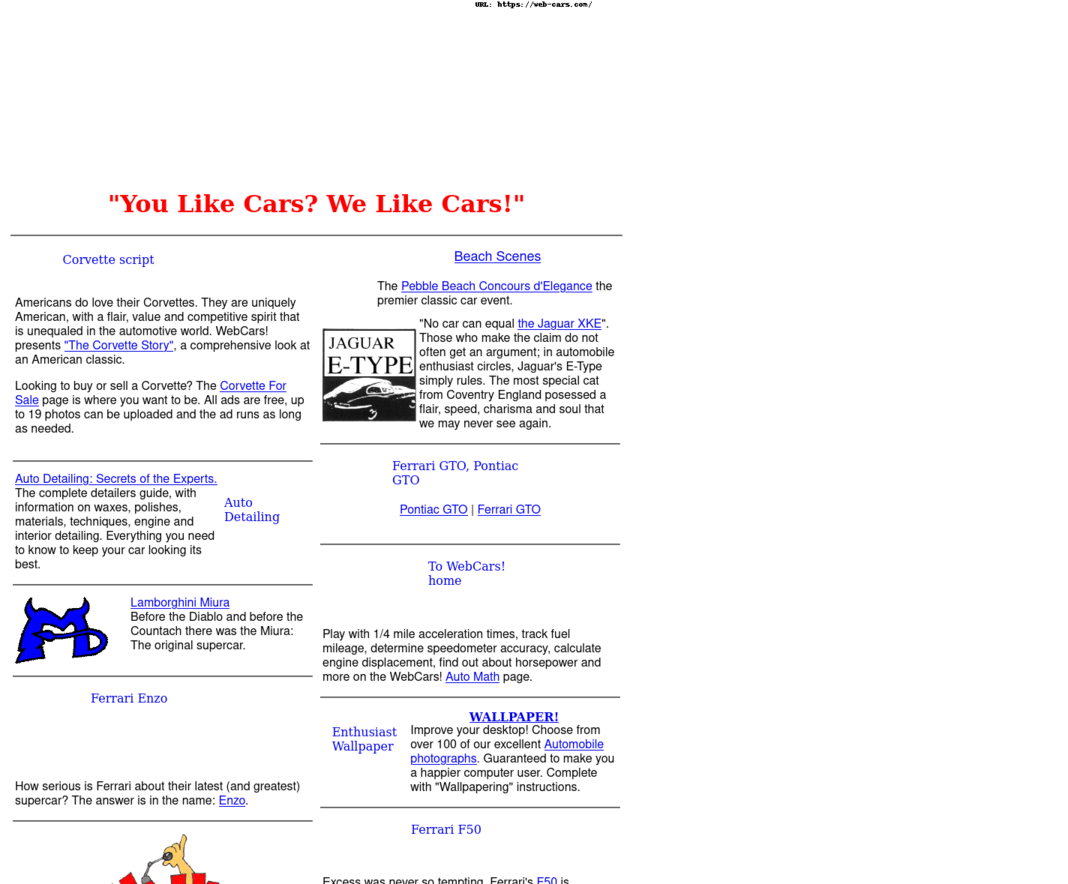 URL: https://web-cars.com/
"You Like Cars? We Like Cars!"
Corvette script
Americans do love their Corvettes. They are uniquely
American, with a flair, value and competitive spirit that
is unequaled in the automotive world. WebCars!
presents "The Corvette Story", a comprehensive look at
an American classic.
Looking to buy or sell a Corvette? The Corvette For
Sale page is where you want to be. All ads are free, up
to 19 photos can be uploaded and the ad runs as long
as needed.
Auto Detailing: Secrets of the Experts.
The complete detailers guide, with
information on waxes, polishes,
materials, techniques, engine and
interior detailing. Everything you need
to know to keep your car looking its
best.
Auto
Detailing
Lamborghini Miura
Before the Diablo and before the
Countach there was the Miura:
The original supercar.
Ferrari Enzo
How serious is Ferrari about their latest (and greatest)
supercar? The answer is in the name: Enzo.
Beach Scenes
The Pebble Beach Concours d'Elegance the
premier classic car event.
JAGUAR
E-TYPE
"No car can equal the Jaguar XKE".
Those who make the claim do not
often get an argument; in automobile
enthusiast circles, Jaguar's E-Type
simply rules. The most special cat
from Coventry England posessed a
flair, speed, charisma and soul that
we may never see again.
Ferrari GTO, Pontiac
GTO
Pontiac GTO | Ferrari GTO
To WebCars!
home
Play with 1/4 mile acceleration times, track fuel
mileage, determine speedometer accuracy, calculate
engine displacement, find out about horsepower and
more on the WebCars! Auto Math page.
Enthusiast
Wallpaper
WALLPAPER!
Improve your desktop! Choose from
over 100 of our excellent Automobile
photographs. Guaranteed to make you
a happier computer user. Complete
with "Wallpapering" instructions.
Ferrari F50
Excess was never so tempting. Ferrari's F50 is